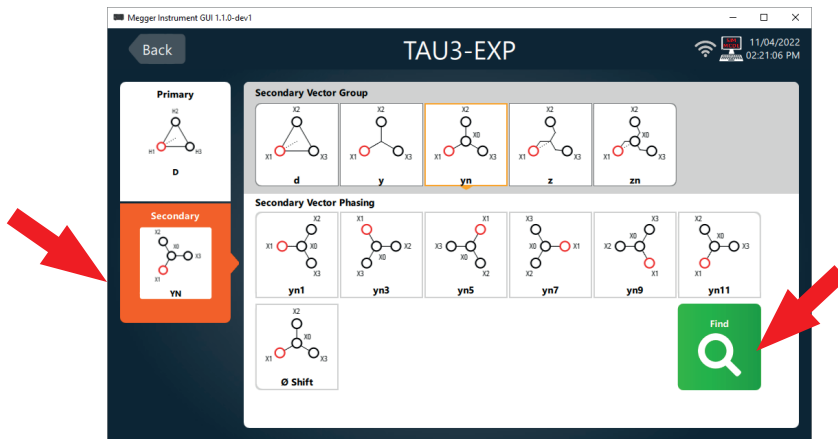 Megger Instrument GUI 1.1.0-dev1
Back
TAU3-EXP
11/04/2022
02:21:06 PM
Primary
H2
H1
H3
D
Secondary
X2
X0
X3
X1
YN
Secondary Vector Group
X2
X1
X3
d
X2
X1
X3
y
X2
X0
X1
X3
yn
X2
X1
X3
z
X2
X0
X1
X3
zn
Secondary Vector Phasing
X2
X1
X0
X3
yn1
X1
X2
X0
X3
yn3
X1
X3
X0
X2
yn5
X3
X0
X1
X2
yn7
X3
X2
X0
X1
yn9
X2
X0
X3
X1
yn11
X2
X0
X1
X3
Ø Shift
Find